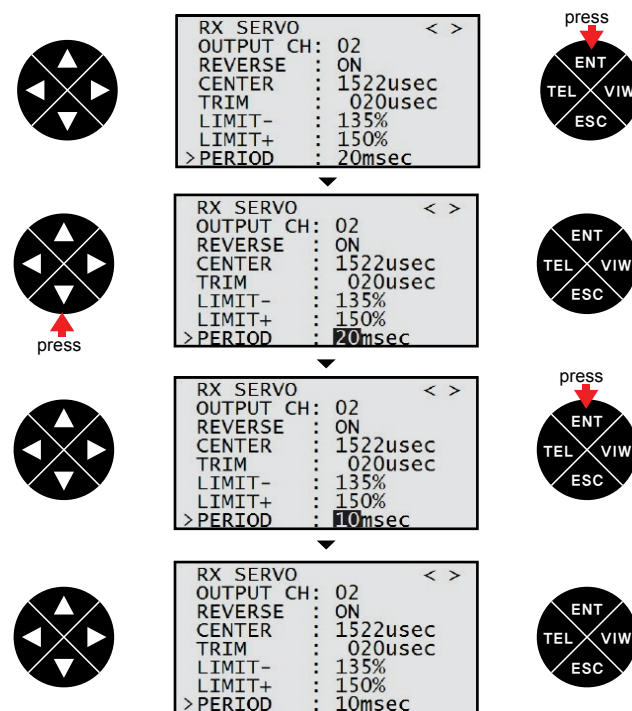 press
RX SERVO < >
OUTPUT CH: 02
REVERSE : ON
CENTER : 1522usec
TRIM : 020usec
LIMIT- : 135%
LIMIT+ : 150%
>PERIOD : 20msec
ENT
TEL VIW
ESC
RX SERVO < >
OUTPUT CH: 02
REVERSE : ON
CENTER : 1522usec
TRIM : 020usec
LIMIT- : 135%
LIMIT+ : 150%
>PERIOD : 20msec
ENT
TEL VIW
ESC
press
press
RX SERVO < >
OUTPUT CH: 02
REVERSE : ON
CENTER : 1522usec
TRIM : 020usec
LIMIT- : 135%
LIMIT+ : 150%
>PERIOD : 10msec
ENT
TEL VIW
ESC
RX SERVO < >
OUTPUT CH: 02
REVERSE : ON
CENTER : 1522usec
TRIM : 020usec
LIMIT- : 135%
LIMIT+ : 150%
>PERIOD : 10msec
ENT
TEL VIW
ESC